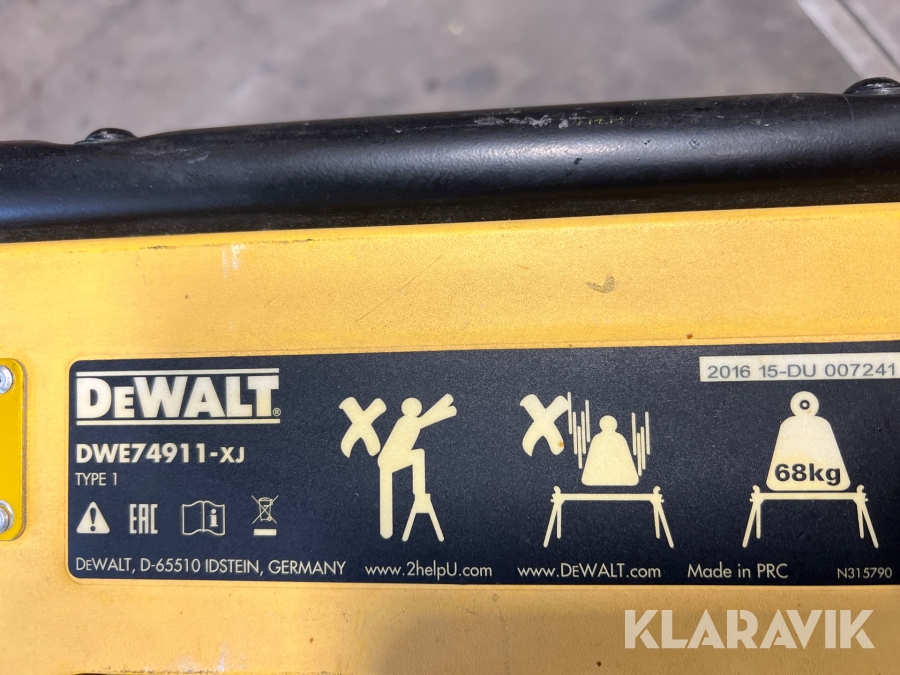 2016 15-DU 007241
DEWALT®
DWE74911-XJ
TYPE 1
EAC
68kg
DEWALT, D-65510 IDSTEIN, GERMANY
www.2helpU.com
www.DEWALT.com
Made in PRC
N315790
KLARAVIK